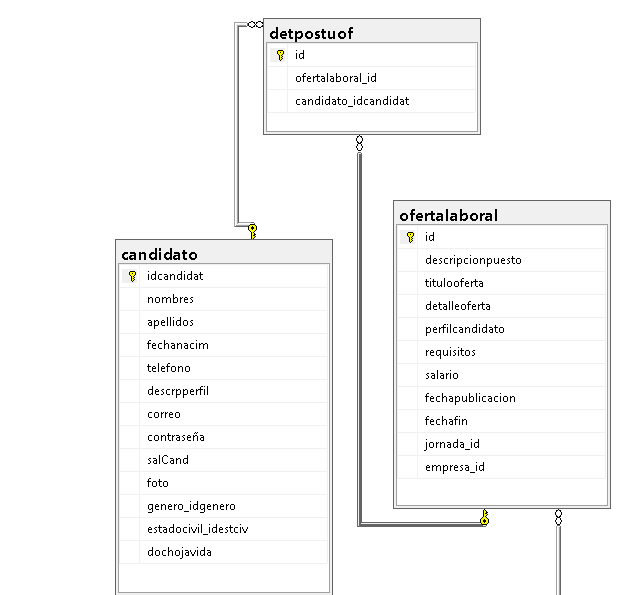 detpostuof
id
ofertalaboral_id
candidato_idcandidat
ofertalaboral
id
descripcionpuesto
titulooferta
detalleoferta
perfilcandidato
requisitos
salario
fechapublicacion
fechafin
jornada_id
empresa_id
candidato
idcandidat
nombres
apellidos
fechanacim
telefono
descrpperfil
correo
contraseña
salCand
foto
genero_idgenero
estadocivil_idestciv
dochojavida